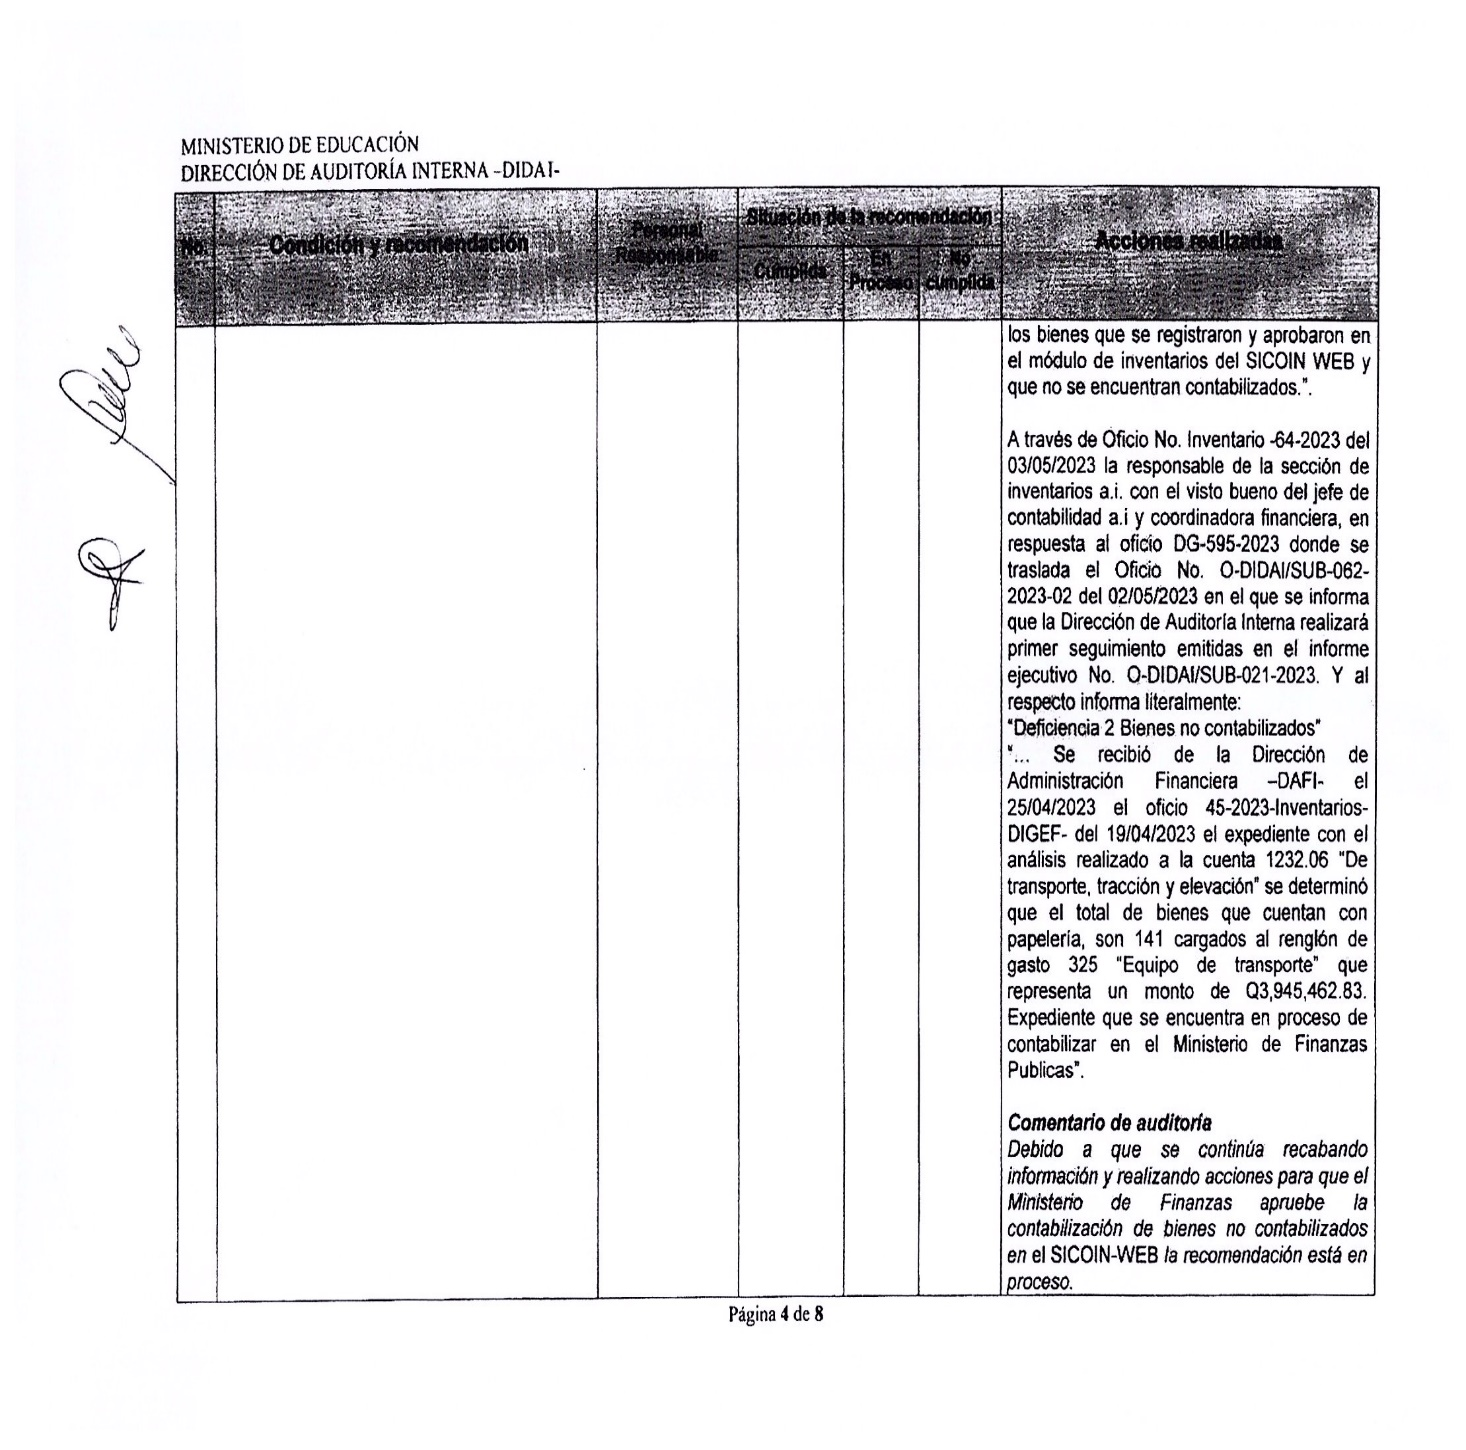 MINISTERIO DE EDUCACIÓN
DIRECCIÓN DE AUDITORÍA INTERNA –DIDAI-
No.
Condición y recomendación
Personal
Responsable
Situación de la recomendación
Cumplida
En
Proceso
No
cumplida
Acciones realizadas
los bienes que se registraron y aprobaron en
el módulo de inventarios del SICOIN WEB y
que no se encuentran contabilizados.".
A través de Oficio No. Inventario -64-2023 del
03/05/2023 la responsable de la sección de
inventarios a.i. con el visto bueno del jefe de
contabilidad a.i y coordinadora financiera, en
respuesta al oficio DG-595-2023 donde se
traslada el Oficio No. O-DIDAI/SUB-062-
2023-02 del 02/05/2023 en el que se informa
que la Dirección de Auditoría Interna realizará
primer seguimiento emitidas en el informe
ejecutivo No. O-DIDAI/SUB-021-2023. Y al
respecto informa literalmente:
"Deficiencia 2 Bienes no contabilizados"
"... Se recibió de la Dirección de
Administración Financiera –DAFI- el
25/04/2023 el oficio 45-2023-Inventarios-
DIGEF- del 19/04/2023 el expediente con el
análisis realizado a la cuenta 1232.06 "De
transporte, tracción y elevación" se determinó
que el total de bienes que cuentan con
papelería, son 141 cargados al renglón de
gasto 325 "Equipo de transporte" que
representa un monto de Q3,945,462.83.
Expediente que se encuentra en proceso de
contabilizar en el Ministerio de Finanzas
Publicas".
Comentario de auditoría
Debido a que se continúa recabando
información y realizando acciones para que el
Ministerio de Finanzas apruebe la
contabilización de bienes no contabilizados
en el SICOIN-WEB la recomendación está en
proceso.
Página 4 de 8